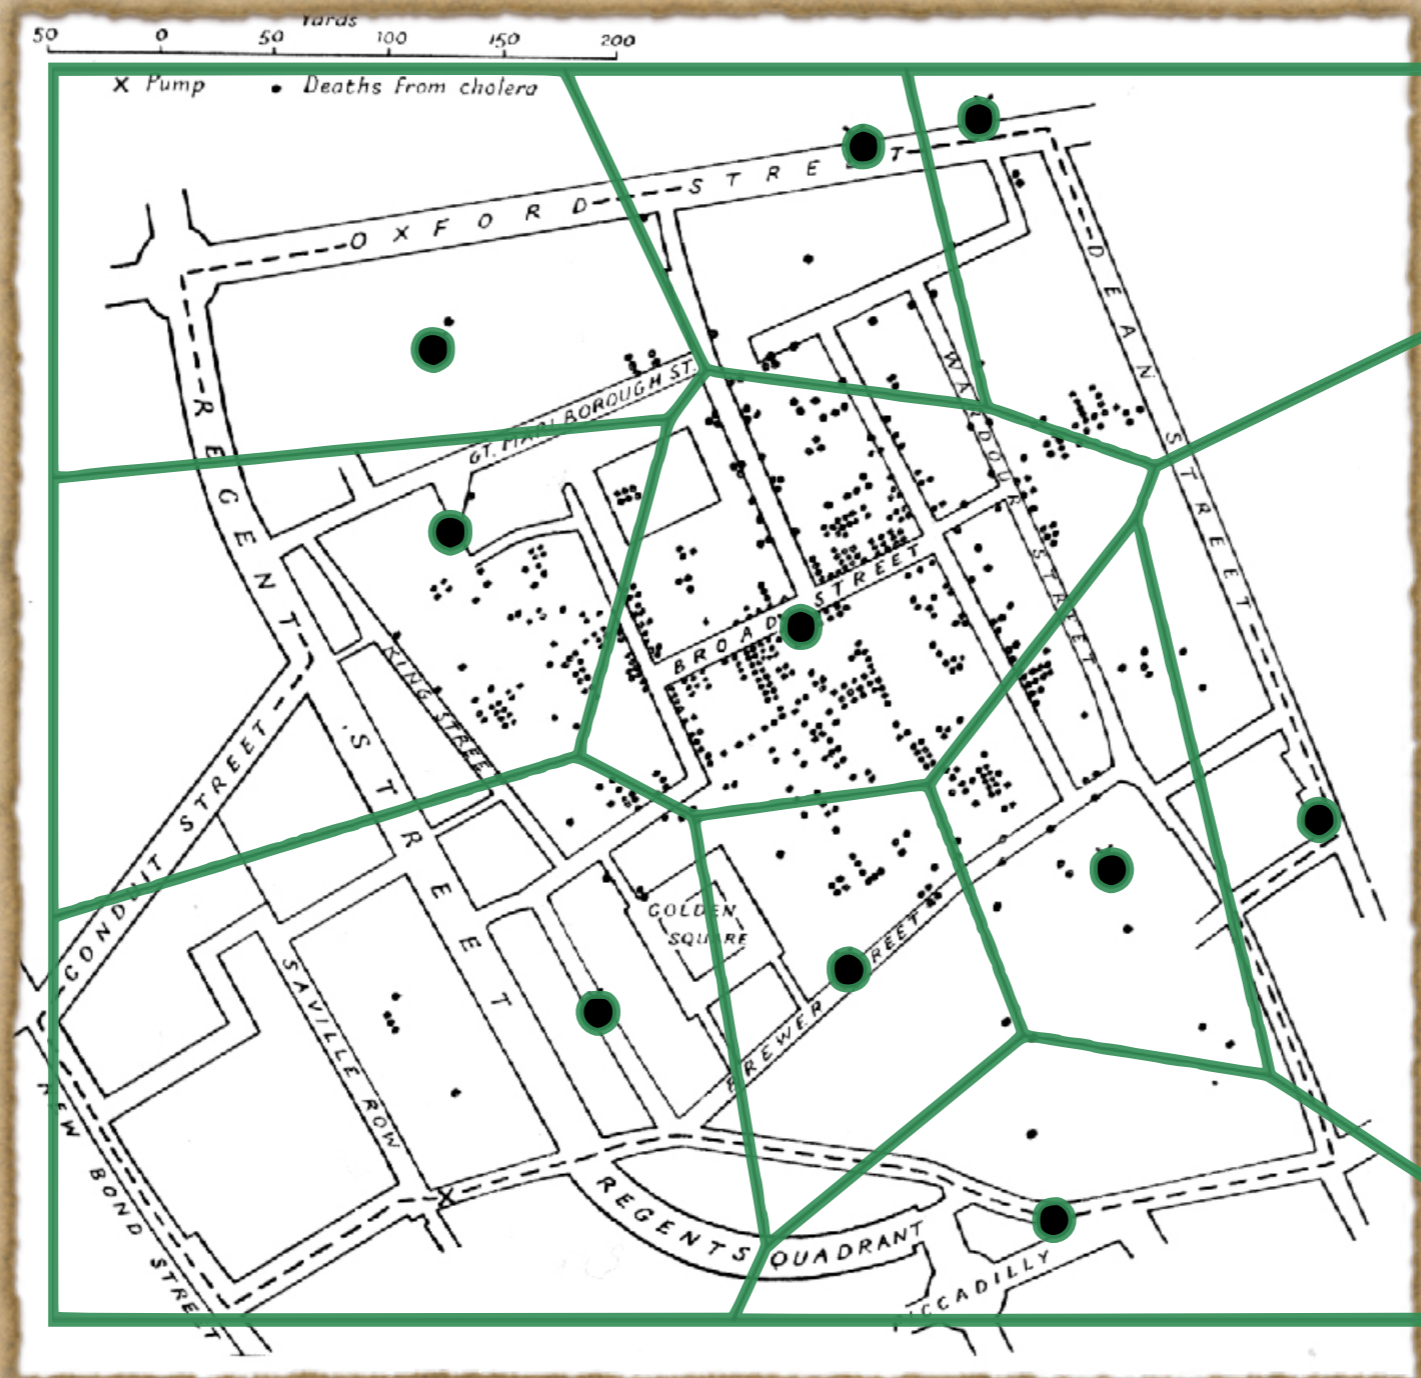 Yards
50 0 50 100 150 200
X Pump • Deaths from cholera
OXFORD STREET
DEAN STREET
REGENT STREET
GT. MARLBOROUGH ST.
WARDOUR STREET
BROAD STREET
KING STREET
CONDUIT STREET
GOLDEN
SQUARE
SAVILLE ROW
BREWER STREET
NEW BOND STREET
REGENTS QUADRANT
PICCADILLY